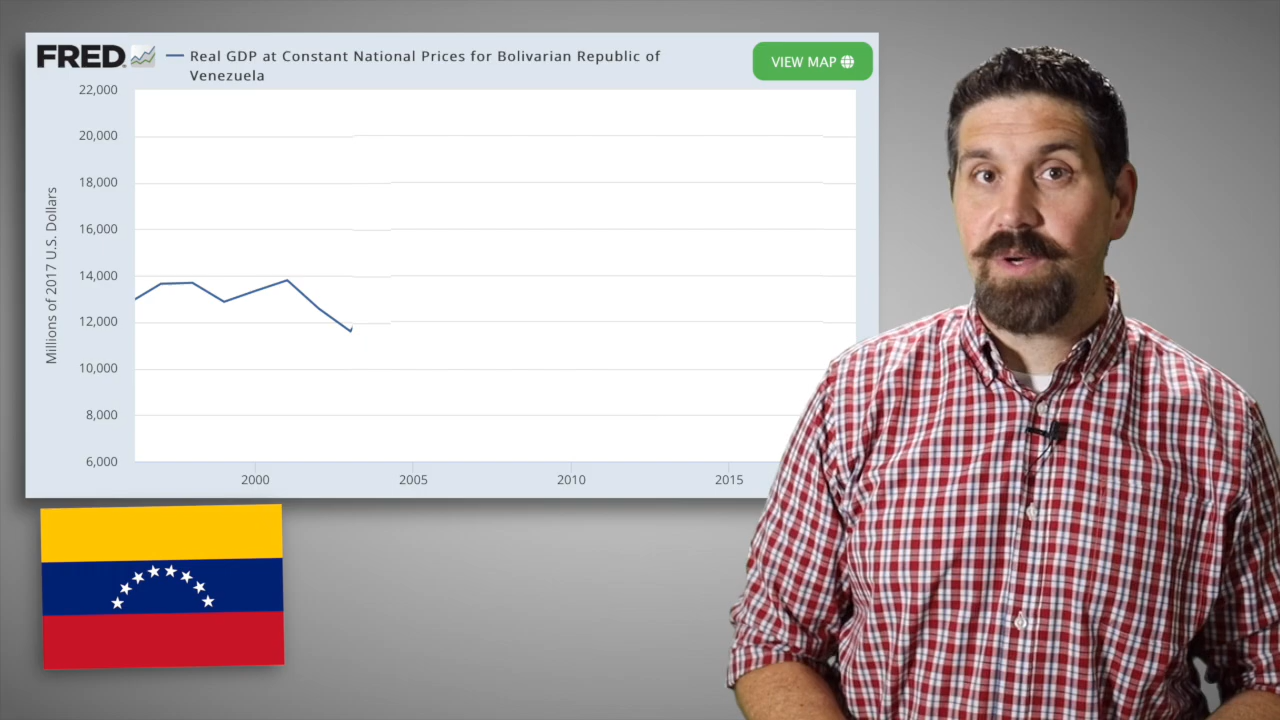 FRED
Real GDP at Constant National Prices for Bolivarian Republic of
Venezuela
VIEW MAP
22,000
20,000
18,000
16,000
14,000
12,000
10,000
8,000
6,000
Millions of 2017 U.S. Dollars
2000
2005
2010
2015